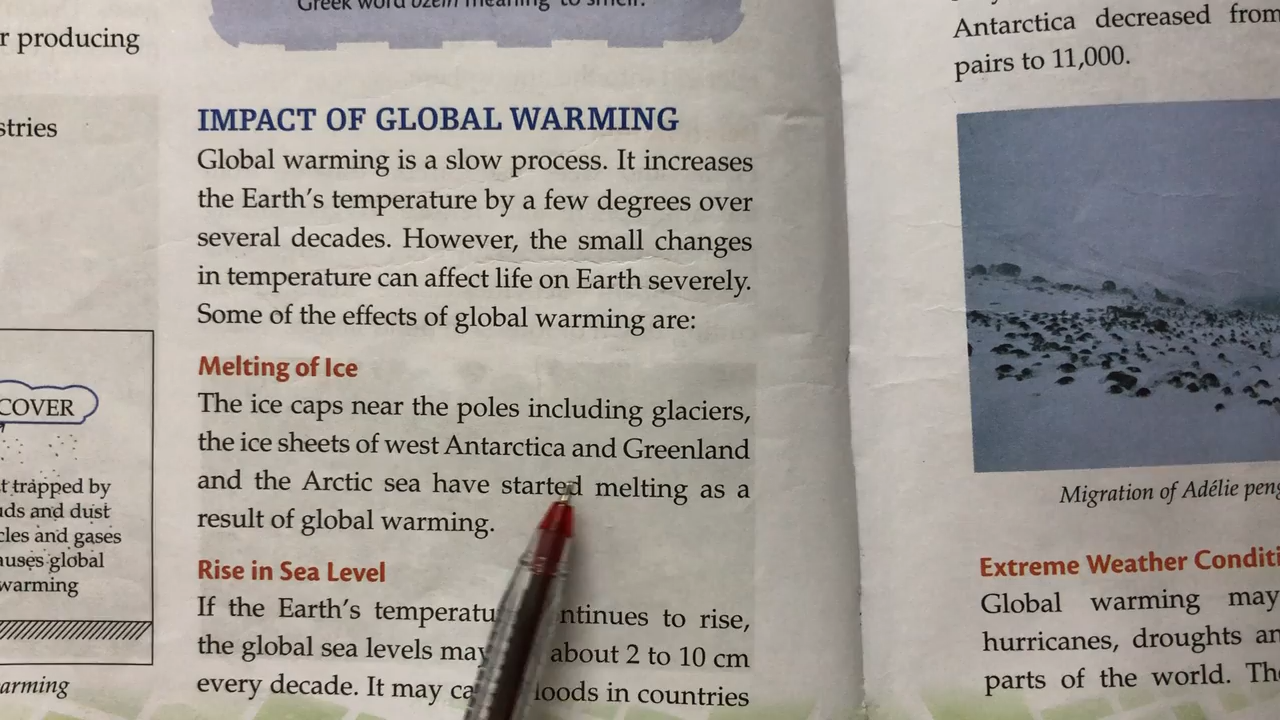 Greek word ozein meaning 'to smell.'
r producing
stries
COVER
t trapped by
uds and dust
cles and gases
auses global
warming
arming
IMPACT OF GLOBAL WARMING
Global warming is a slow process. It increases
the Earth's temperature by a few degrees over
several decades. However, the small changes
in temperature can affect life on Earth severely.
Some of the effects of global warming are:
Melting of Ice
The ice caps near the poles including glaciers,
the ice sheets of west Antarctica and Greenland
and the Arctic sea have started melting as a
result of global warming.
Rise in Sea Level
If the Earth's temperatu ntinues to rise,
the global sea levels may about 2 to 10 cm
every decade. It may ca loods in countries
Antarctica decreased from
pairs to 11,000.
Migration of Adélie peng
Extreme Weather Conditi
Global warming may
hurricanes, droughts an
parts of the world. The